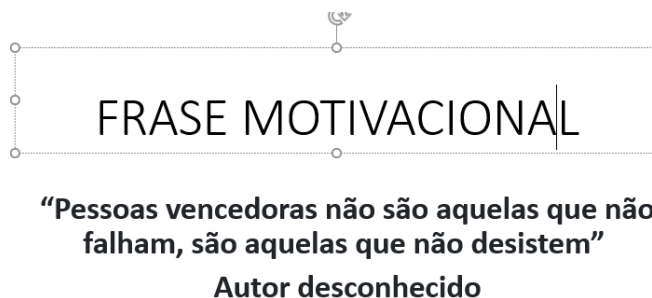 FRASE MOTIVACIONAL
“Pessoas vencedoras não são aquelas que não
falham, são aquelas que não desistem”
Autor desconhecido